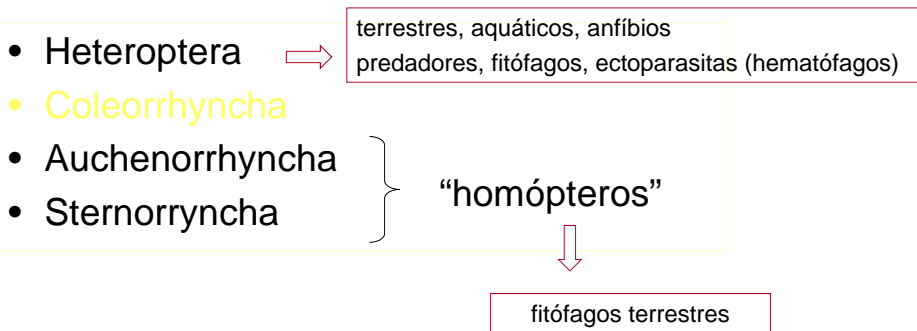 • Heteroptera
terrestres, aquáticos, anfíbios
predadores, fitófagos, ectoparasitas (hematófagos)
• Coleorrhyncha
• Auchenorrhyncha
• Sternorryncha
“homópteros”
fitófagos terrestres